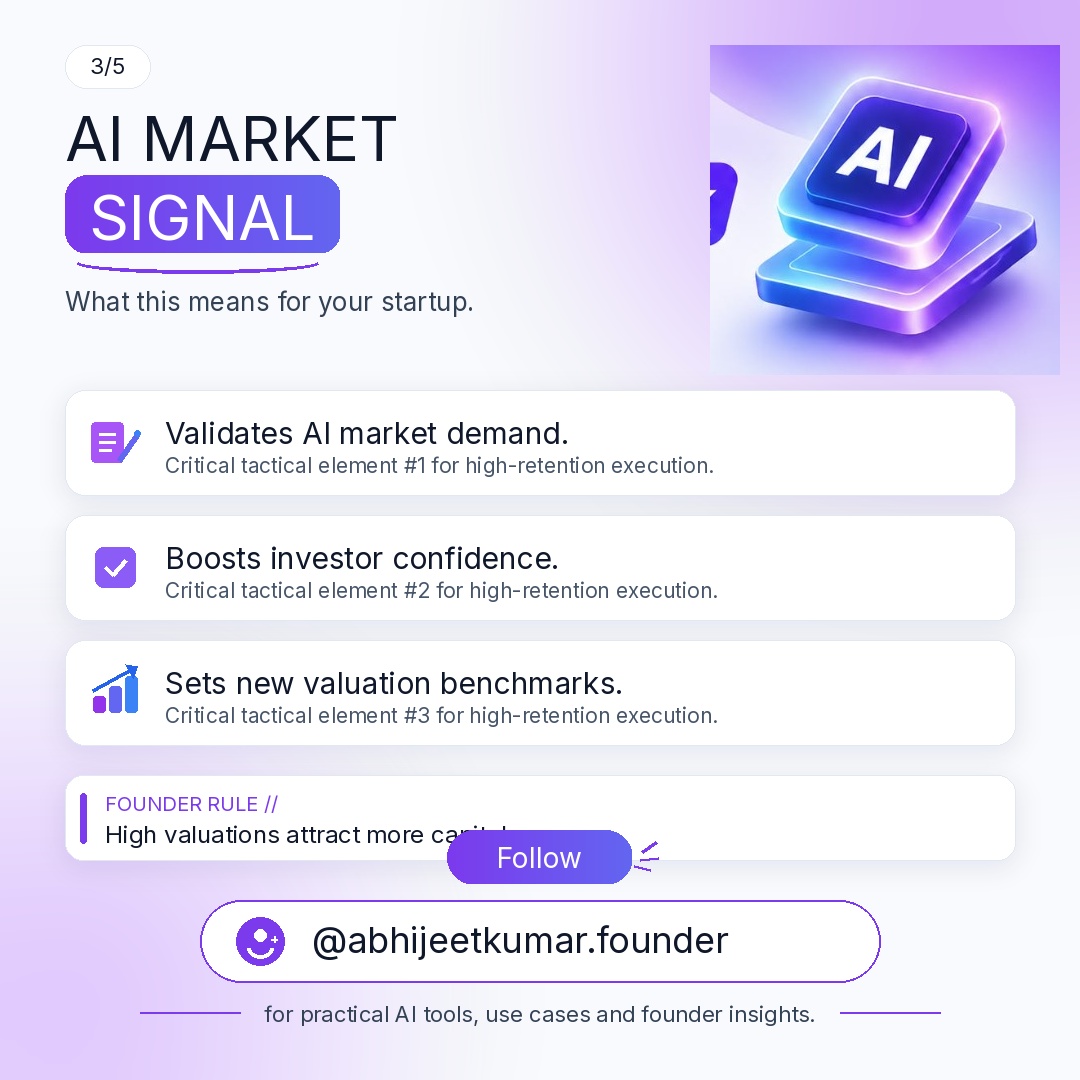 3/5
AI MARKET
SIGNAL
What this means for your startup.
AI
Validates AI market demand.
Critical tactical element #1 for high-retention execution.
Boosts investor confidence.
Critical tactical element #2 for high-retention execution.
Sets new valuation benchmarks.
Critical tactical element #3 for high-retention execution.
FOUNDER RULE //
High valuations attract more
Follow
@abhijeetkumar.founder
for practical AI tools, use cases and founder insights.